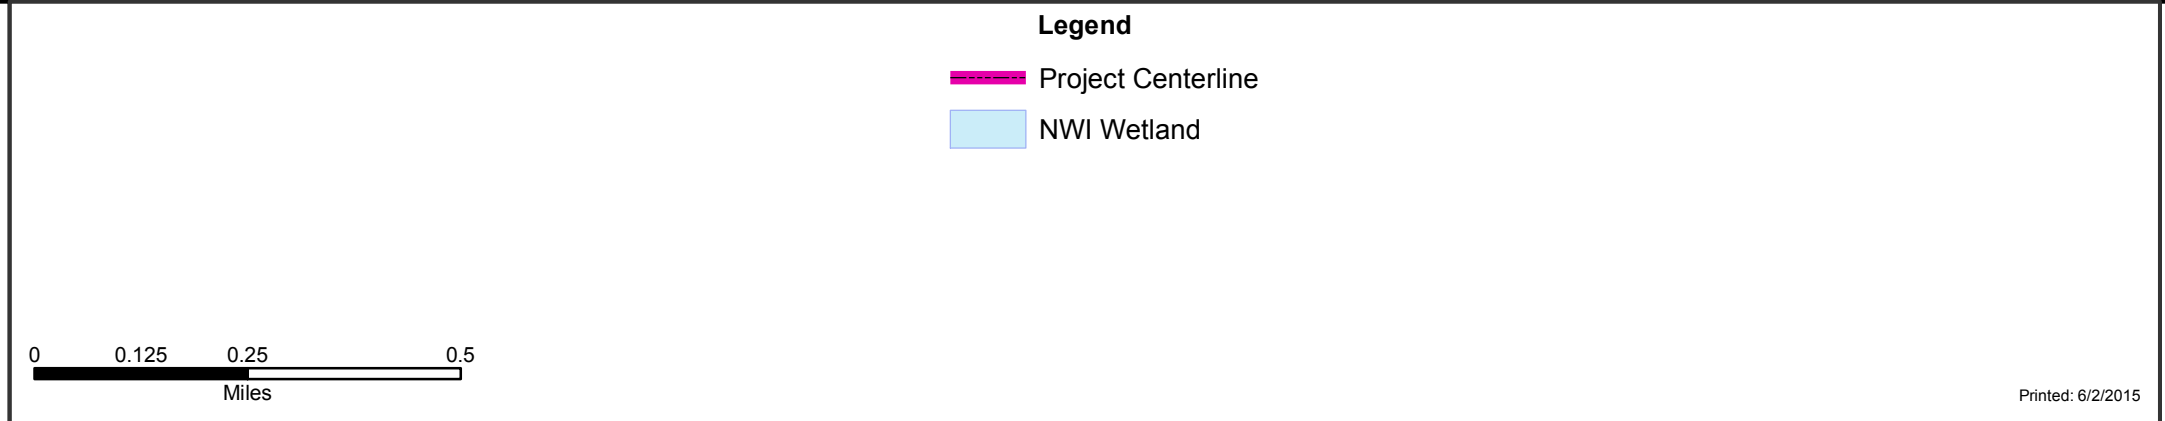 Legend
Project Centerline
NWI Wetland
0 0.125 0.25 0.5
Miles
Printed: 6/2/2015